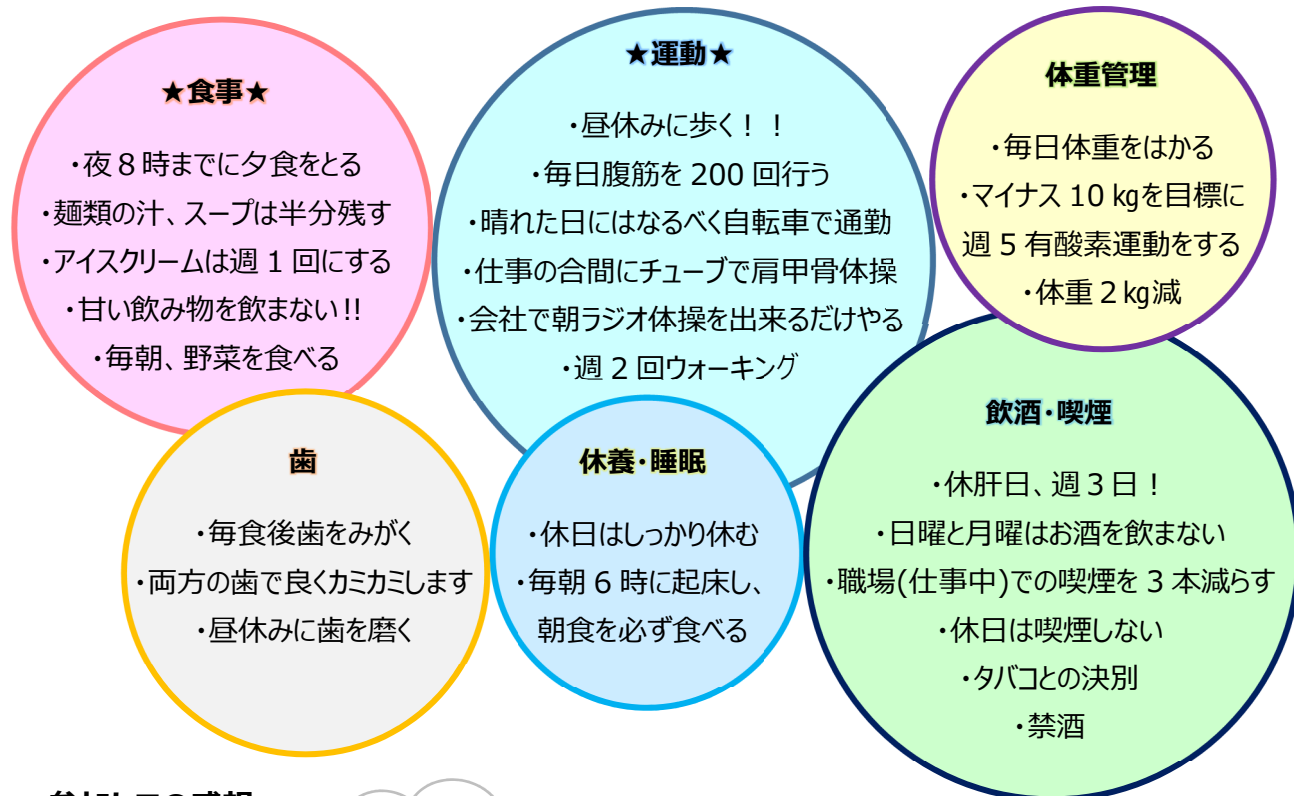 ★食事★
・夜８時までに夕食をとる
・麺類の汁、スープは半分残す
・アイスクリームは週１回にする
・甘い飲み物を飲まない!!
・毎朝、野菜を食べる
★運動★
・昼休みに歩く！！
・毎日腹筋を 200 回行う
・晴れた日にはなるべく自転車で通勤
・仕事の合間にチューブで肩甲骨体操
・会社で朝ラジオ体操を出来るだけやる
・週２回ウォーキング
体重管理
・毎日体重をはかる
・マイナス 10 ㎏を目標に
週５有酸素運動をする
・体重２㎏減
歯
・毎食後歯をみがく
・両方の歯で良くカミカミします
・昼休みに歯を磨く
休養・睡眠
・休日はしっかり休む
・毎朝６時に起床し、
朝食を必ず食べる
飲酒・喫煙
・休肝日、週３日！
・日曜と月曜はお酒を飲まない
・職場(仕事中)での喫煙を３本減らす
・休日は喫煙しない
・タバコとの決別
・禁酒